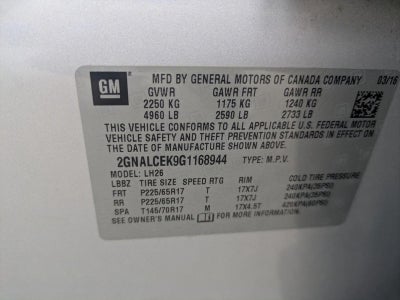 GM
MFD BY GENERAL MOTORS OF CANADA COMPANY 03/16
GVWR GAWR FRT GAWR RR
2250 KG 1175 KG 1240 KG
4960 LB 2590 LB 2733 LB
THIS VEHICLE CONFORMS TO ALL APPLICABLE U.S. FEDERAL MOTOR
VEHICLE SAFETY AND THEFT PREVENTION STANDARDS IN EFFECT ON
THE DATE OF MANUFACTURE SHOWN ABOVE.
2GNALCEK9G1168944 TYPE: M.P.V.
MODEL: LH26
LBBZ TIRE SIZE SPEED RTG RIM COLD TIRE PRESSURE
FRT P225/65R17 T 17X7J 240KPA(35PSI)
RR P225/65R17 T 17X7J 240KPA(35PSI)
SPA T145/70R17 M 17X4.5T 420KPA(60PSI)
SEE OWNER'S MANUAL FOR ADDITIONAL INFORMATION.